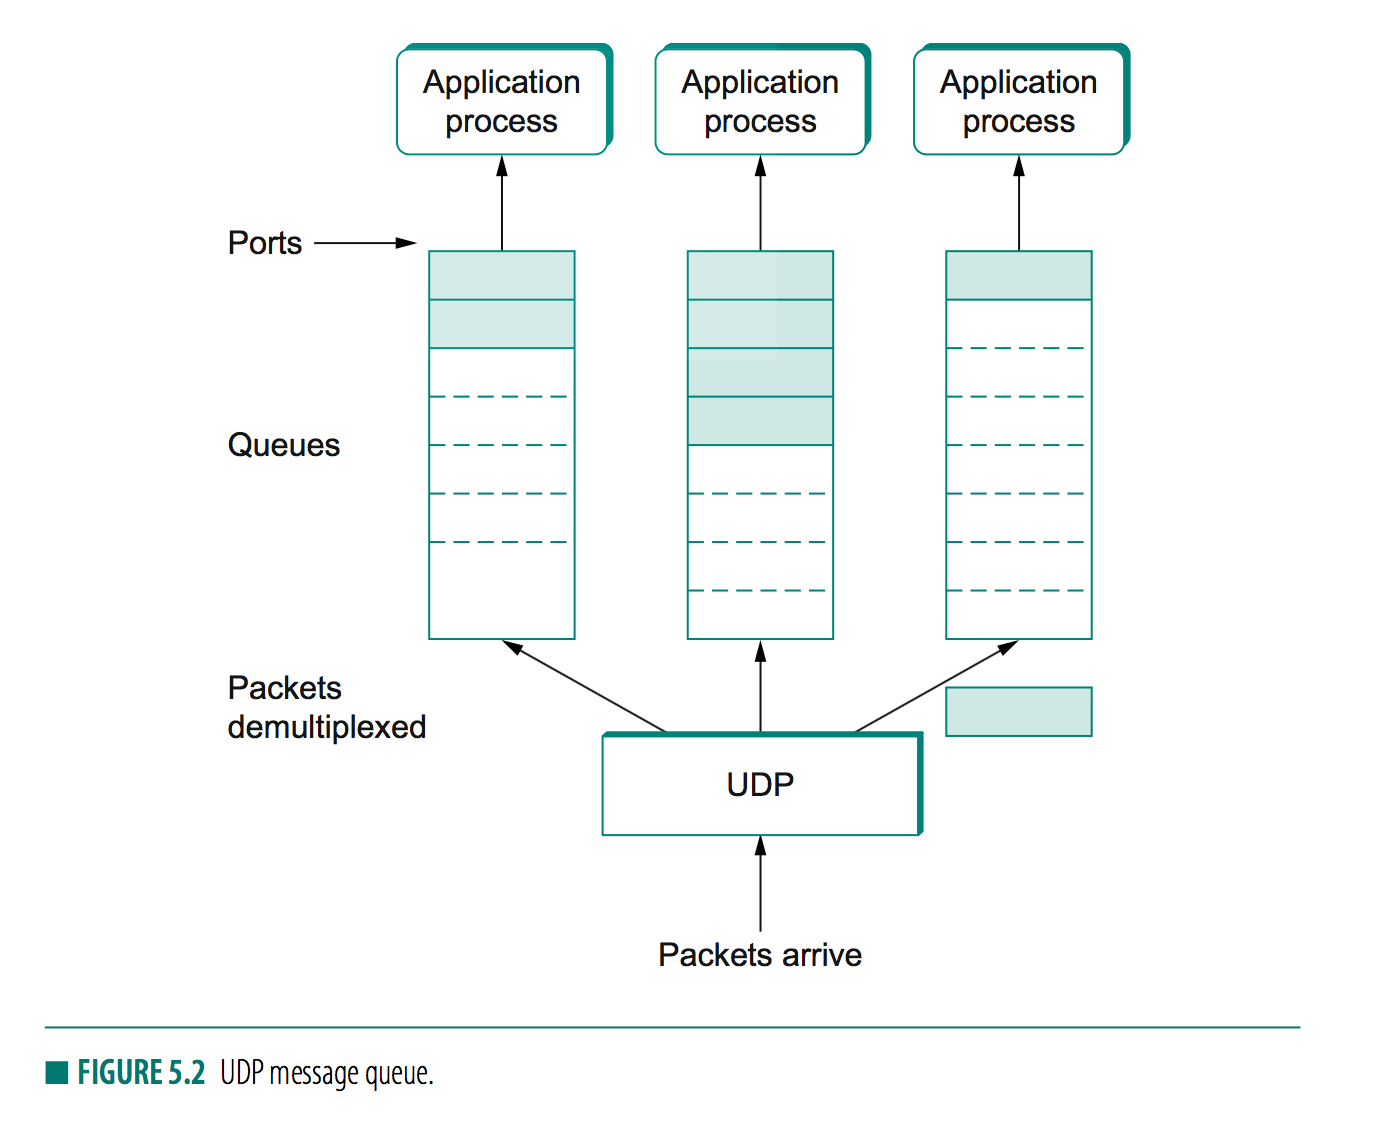 Application
process
Application
process
Application
process
Ports
Queues
Packets
demultiplexed
UDP
Packets arrive
FIGURE 5.2 UDP message queue.